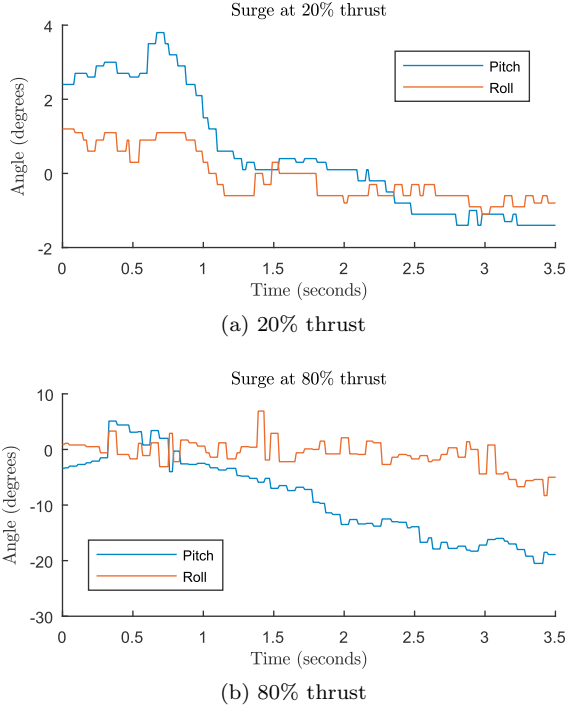 Surge at 20% thrust
4
2
0
-2
Angle (degrees)
Pitch
Roll
0 0.5 1 1.5 2 2.5 3 3.5
Time (seconds)
(a) 20% thrust
Surge at 80% thrust
10
0
-10
-20
-30
Angle (degrees)
Pitch
Roll
0 0.5 1 1.5 2 2.5 3 3.5
Time (seconds)
(b) 80% thrust